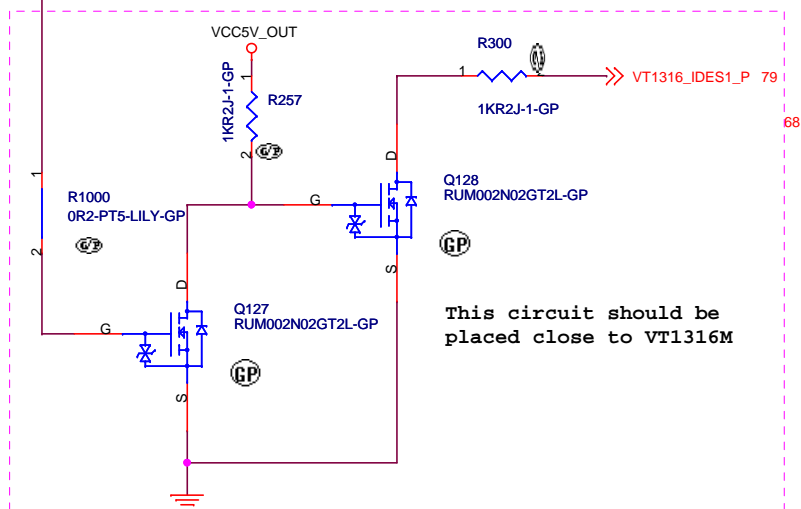 VCC5V_OUT
R300
1
VT1316_IDES1_P 79
1KR2J-1-GP
68
1
1KR2J-1-GP
R257
2
G/P
D
Q128
RUM002N02GT2L-GP
G
GP
S
1
R1000
0R2-PT5-LILY-GP
2
G/P
D
Q127
RUM002N02GT2L-GP
G
GP
S
This circuit should be
placed close to VT1316M